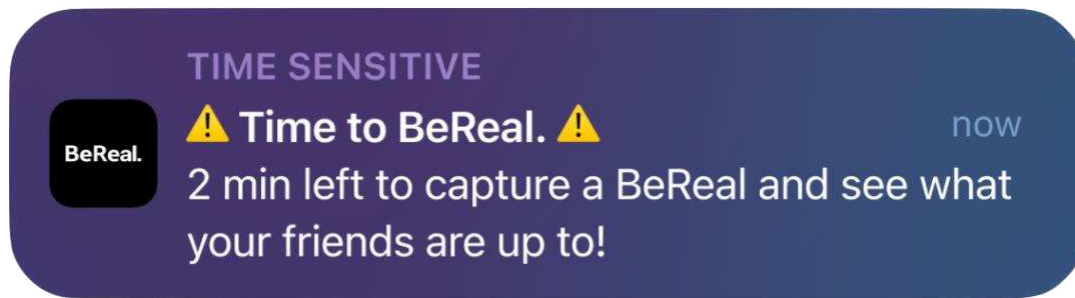 TIME SENSITIVE
⚠️ Time to BeReal. ⚠️
now
BeReal.
2 min left to capture a BeReal and see what
your friends are up to!